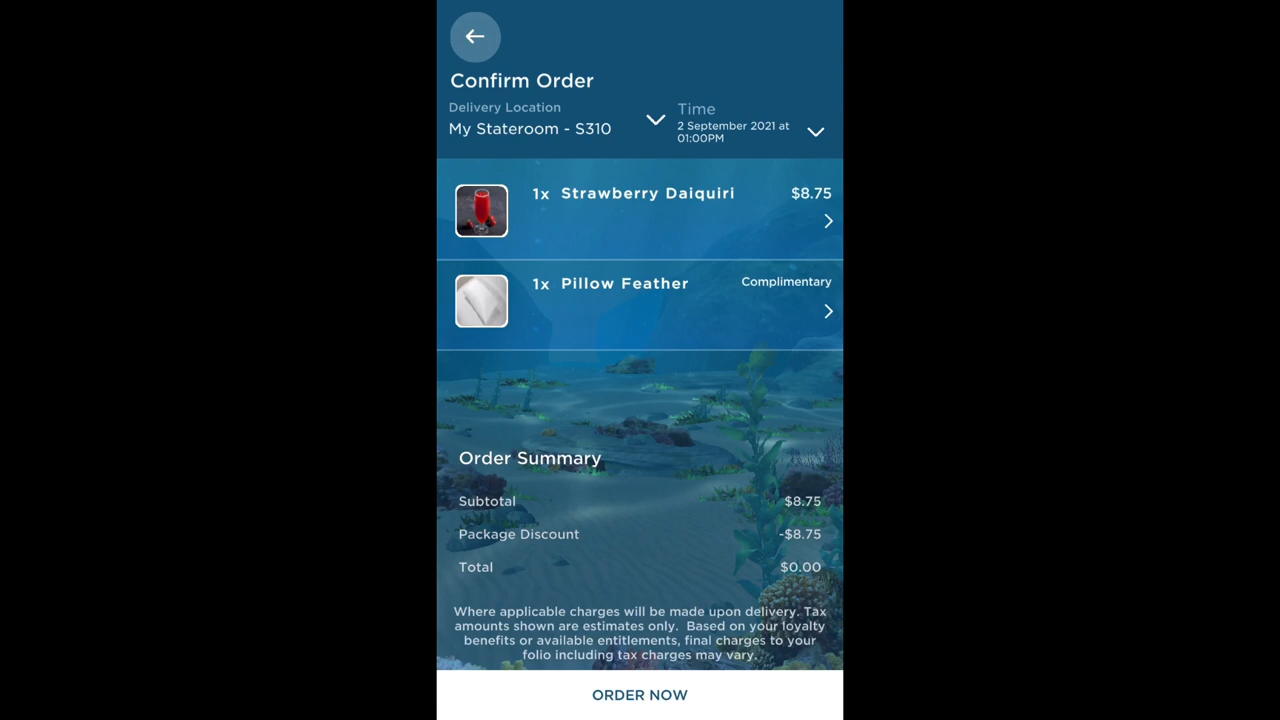 Confirm Order
Delivery Location
My Stateroom - S310
Time
2 September 2021 at
01:00PM
1x Strawberry Daiquiri $8.75
1x Pillow Feather Complimentary
Order Summary
Subtotal $8.75
Package Discount -$8.75
Total $0.00
Where applicable charges will be made upon delivery. Tax
amounts shown are estimates only. Based on your loyalty
benefits or available entitlements, final charges to your
folio including tax charges may vary.
ORDER NOW